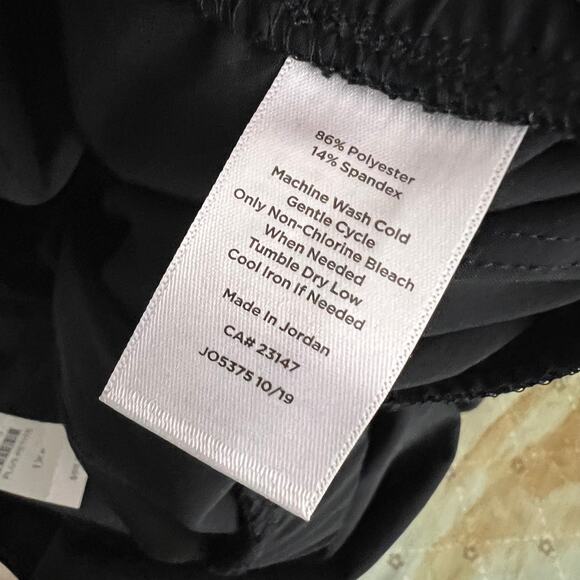 86% Polyester
14% Spandex
Machine Wash Cold
Gentle Cycle
Only Non-Chlorine Bleach
When Needed
Tumble Dry Low
Cool Iron If Needed
Made In Jordan
CA# 23147
JO5375 10/19